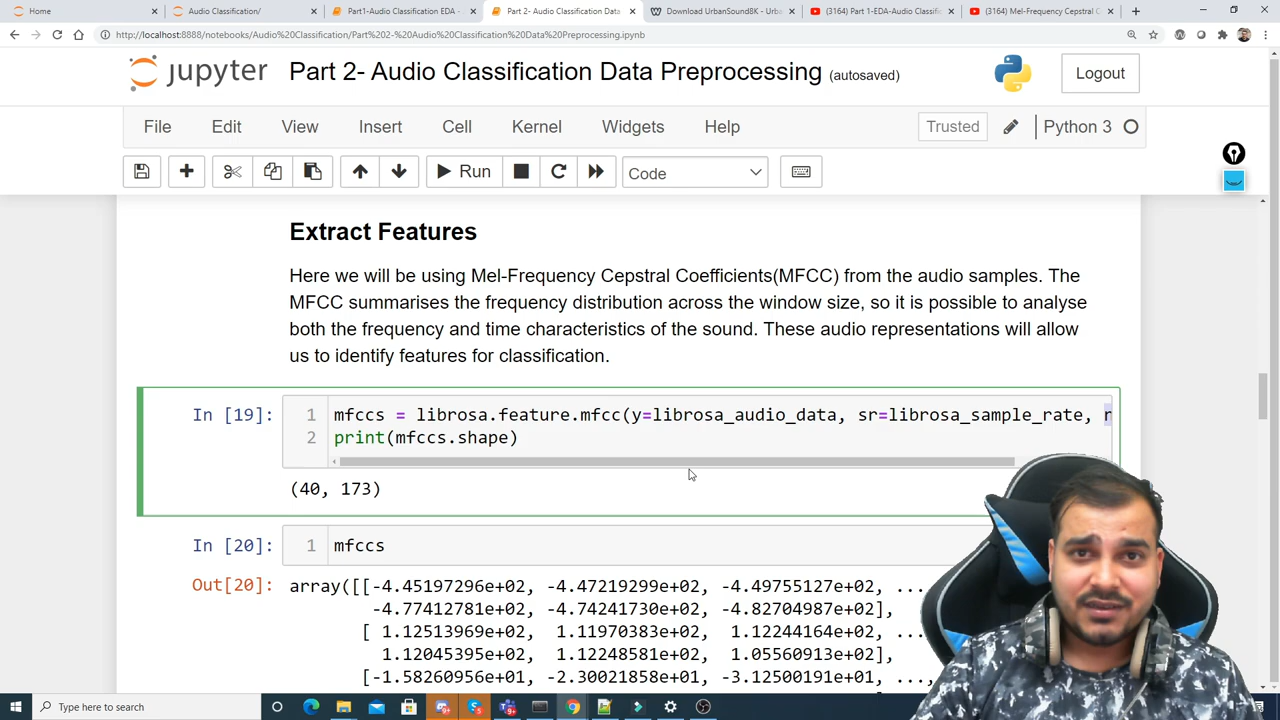 Home
Audio Classification/
Part1-Audio Classification EDA -
Part 2- Audio Classification Data
Download UrbanSound8K - Urb
(3164) Part 1-EDA-Audio Classifi
(3164) Mel-Frequency Cepstral C
http://localhost:8888/notebooks/Audio%20Classification/Part%202-%20Audio%20Classification%20Data%20Preprocessing.ipynb
jupyter Part 2- Audio Classification Data Preprocessing (autosaved) Logout
File Edit View Insert Cell Kernel Widgets Help Trusted Python 3
Run Code
Extract Features
Here we will be using Mel-Frequency Cepstral Coefficients(MFCC) from the audio samples. The
MFCC summarises the frequency distribution across the window size, so it is possible to analyse
both the frequency and time characteristics of the sound. These audio representations will allow
us to identify features for classification.
In [19]: 1 mfccs = librosa.feature.mfcc(y=librosa_audio_data, sr=librosa_sample_rate,
2 print(mfccs.shape)
(40, 173)
In [20]: 1 mfccs
Out[20]: array([[-4.45197296e+02, -4.47219299e+02, -4.49755127e+02, ...
-4.77412781e+02, -4.74241730e+02, -4.82704987e+02],
[ 1.12513969e+02, 1.11970383e+02, 1.12244164e+02, ...
1.12045395e+02, 1.12248581e+02, 1.05560913e+02],
[-1.58260956e+01, -2.30021858e+01, -3.12500191e+01, ...,
Type here to search